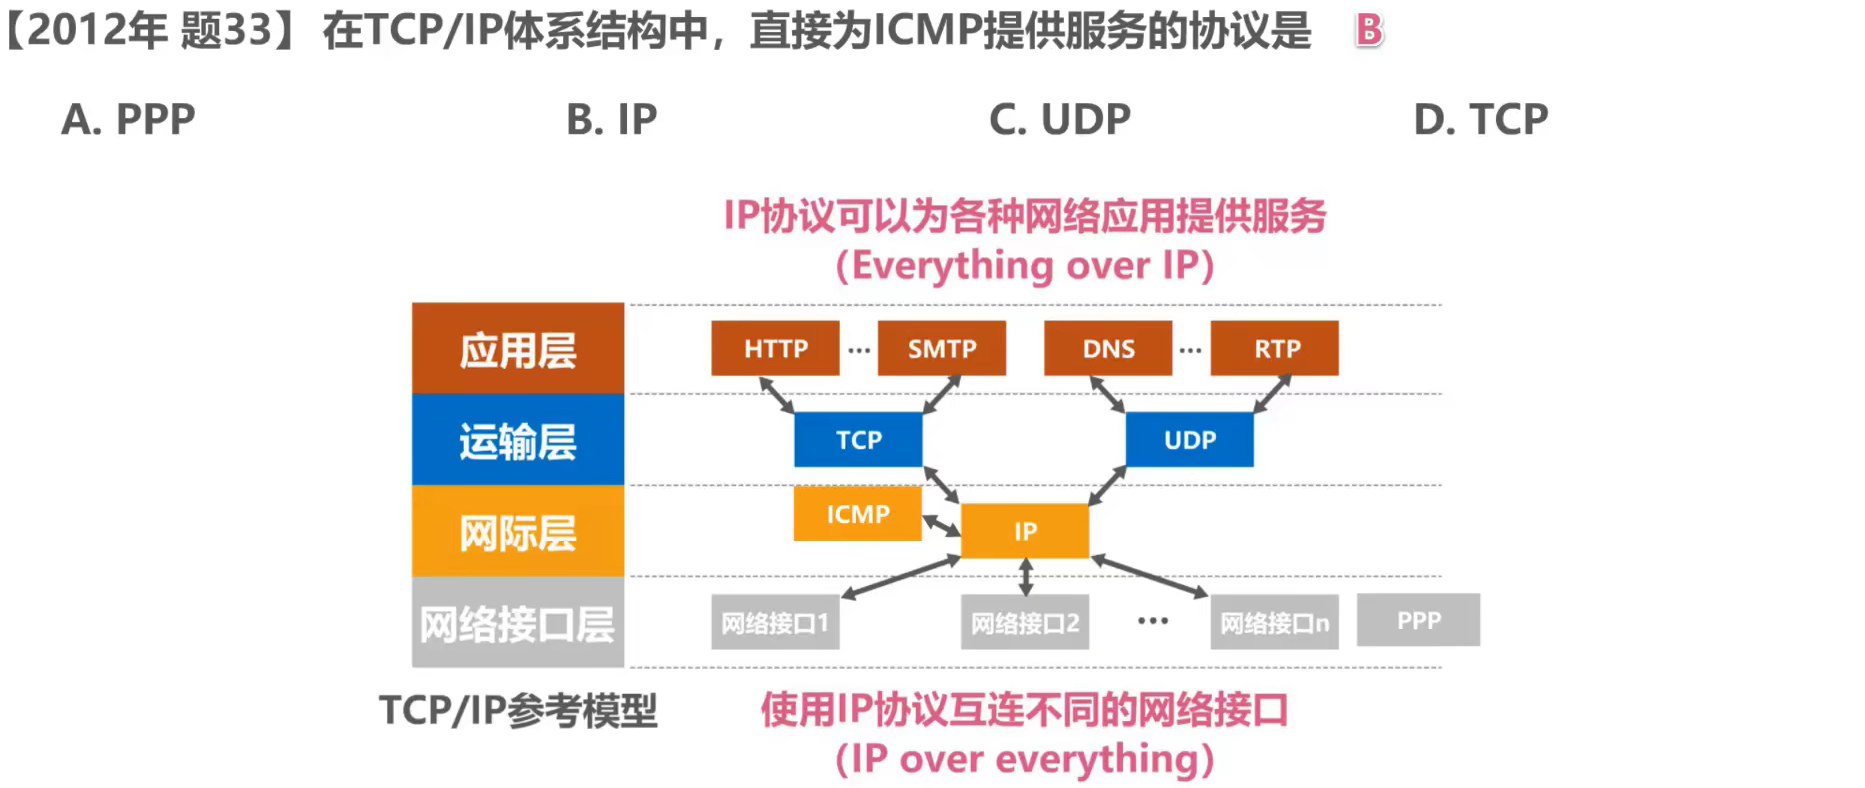 【2012年 题33】 在TCP/IP体系结构中，直接为ICMP提供服务的协议是 B
A. PPP B. IP C. UDP D. TCP
IP协议可以为各种网络应用提供服务
（Everything over IP）
应用层 HTTP ... SMTP DNS ... RTP
运输层 TCP UDP
网际层 ICMP IP
网络接口层 网络接口1 网络接口2 ... 网络接口n PPP
TCP/IP参考模型 使用IP协议互连不同的网络接口
（IP over everything）